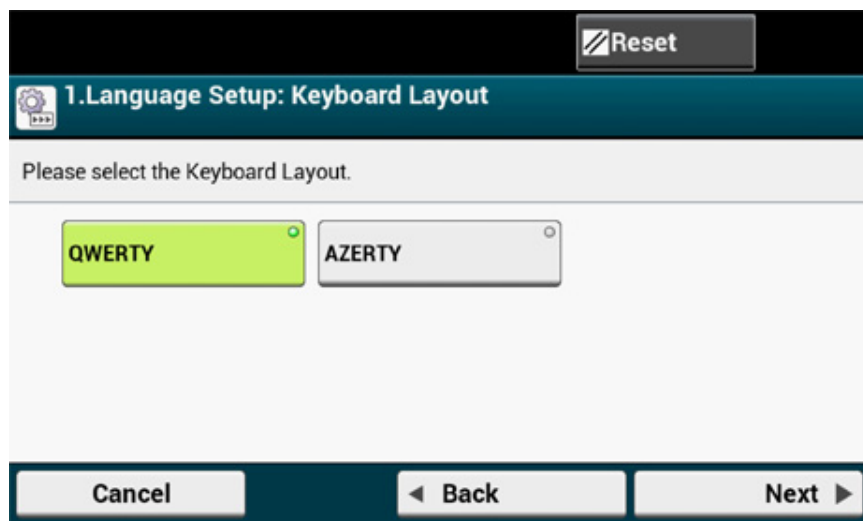 Reset
1.Language Setup: Keyboard Layout
Please select the Keyboard Layout.
QWERTY AZERTY
Cancel Back Next